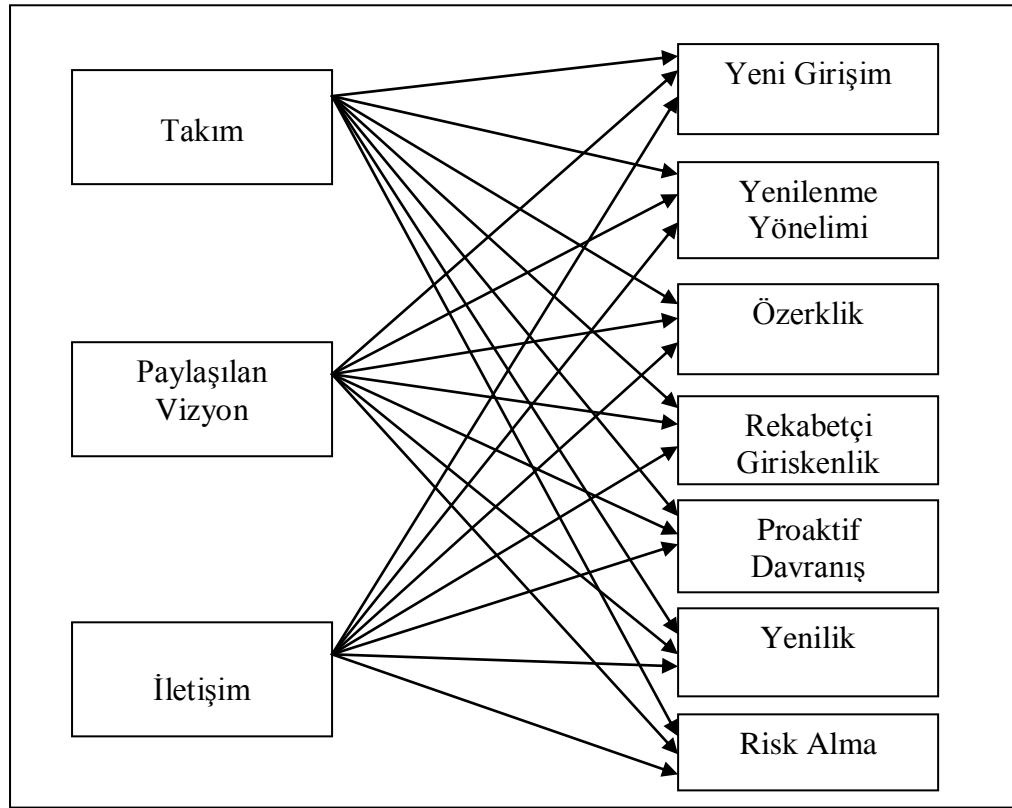 Takım
Paylaşılan
Vizyon
İletişim
Yeni Girişim
Yenilenme
Yönelimi
Özerklik
Rekabetçi
Giriskenlik
Proaktif
Davranış
Yenilik
Risk Alma